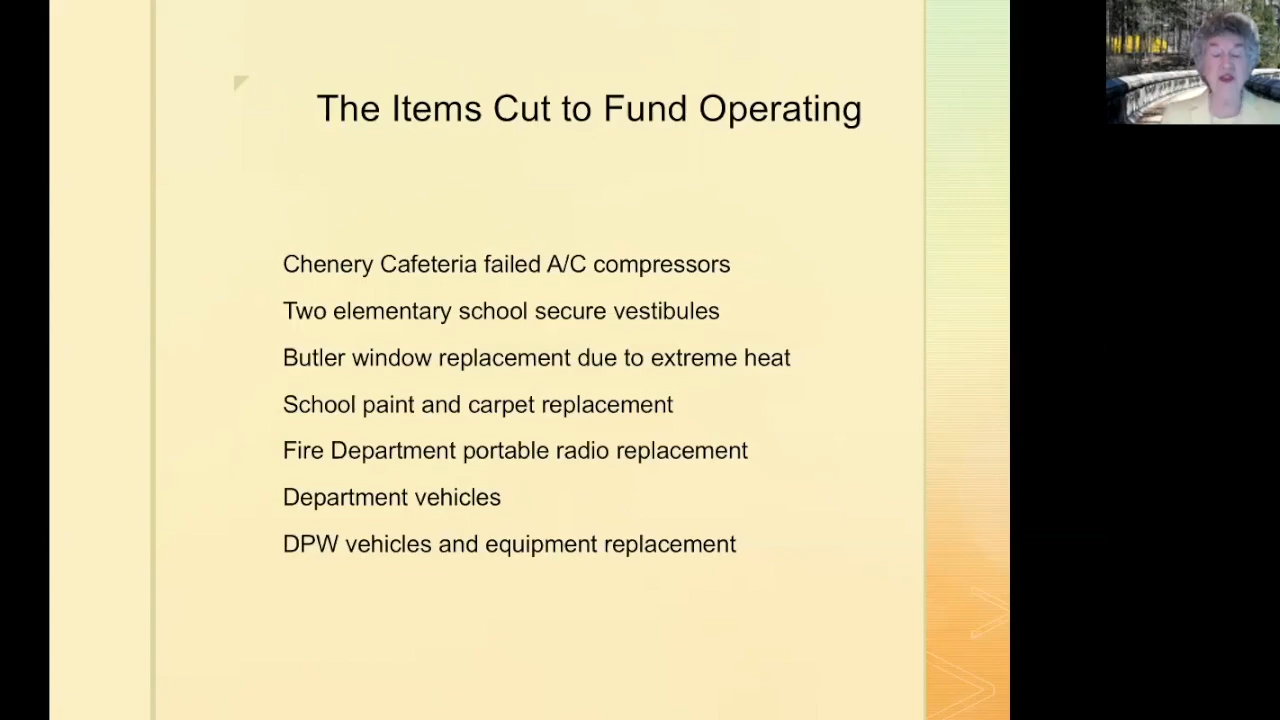 The Items Cut to Fund Operating
Chenery Cafeteria failed A/C compressors
Two elementary school secure vestibules
Butler window replacement due to extreme heat
School paint and carpet replacement
Fire Department portable radio replacement
Department vehicles
DPW vehicles and equipment replacement